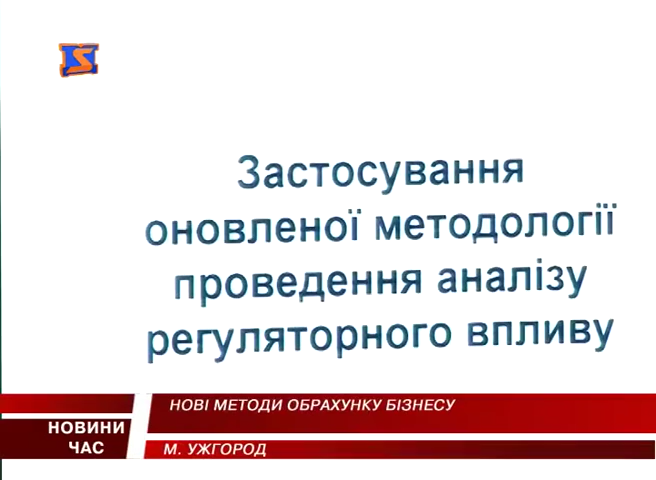 Застосування
оновленої методології
проведення аналізу
регуляторного впливу
НОВІ МЕТОДИ ОБРАХУНКУ БІЗНЕСУ
НОВИНИ
ЧАС
М. УЖГОРОД